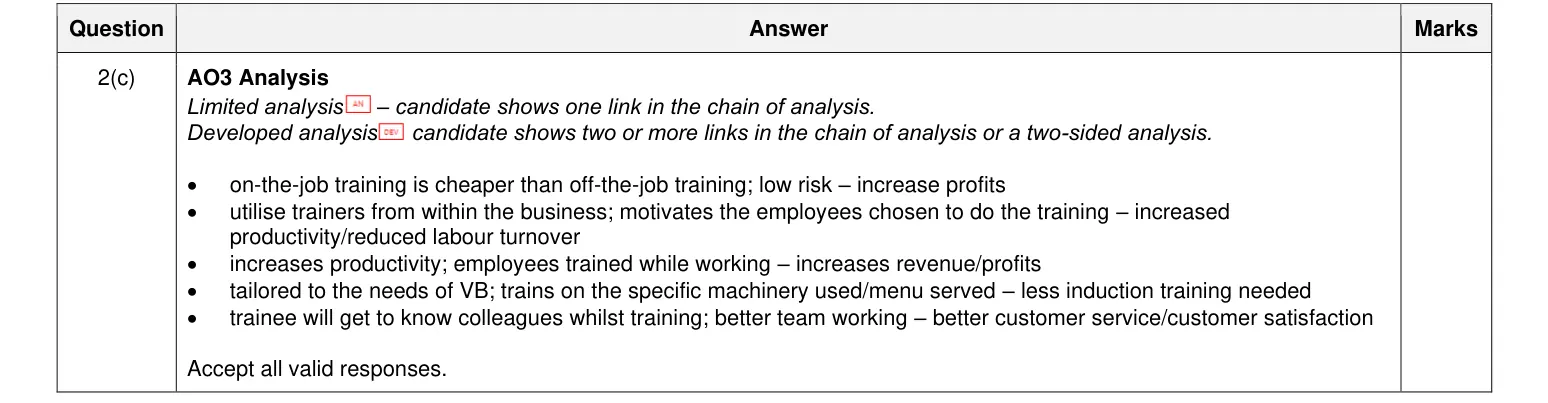 Question Answer Marks
2(c) AO3 Analysis
Limited analysis AN – candidate shows one link in the chain of analysis.
Developed analysis DEV candidate shows two or more links in the chain of analysis or a two-sided analysis.
• on-the-job training is cheaper than off-the-job training; low risk – increase profits
• utilise trainers from within the business; motivates the employees chosen to do the training – increased
productivity/reduced labour turnover
• increases productivity; employees trained while working – increases revenue/profits
• tailored to the needs of VB; trains on the specific machinery used/menu served – less induction training needed
• trainee will get to know colleagues whilst training; better team working – better customer service/customer satisfaction
Accept all valid responses.